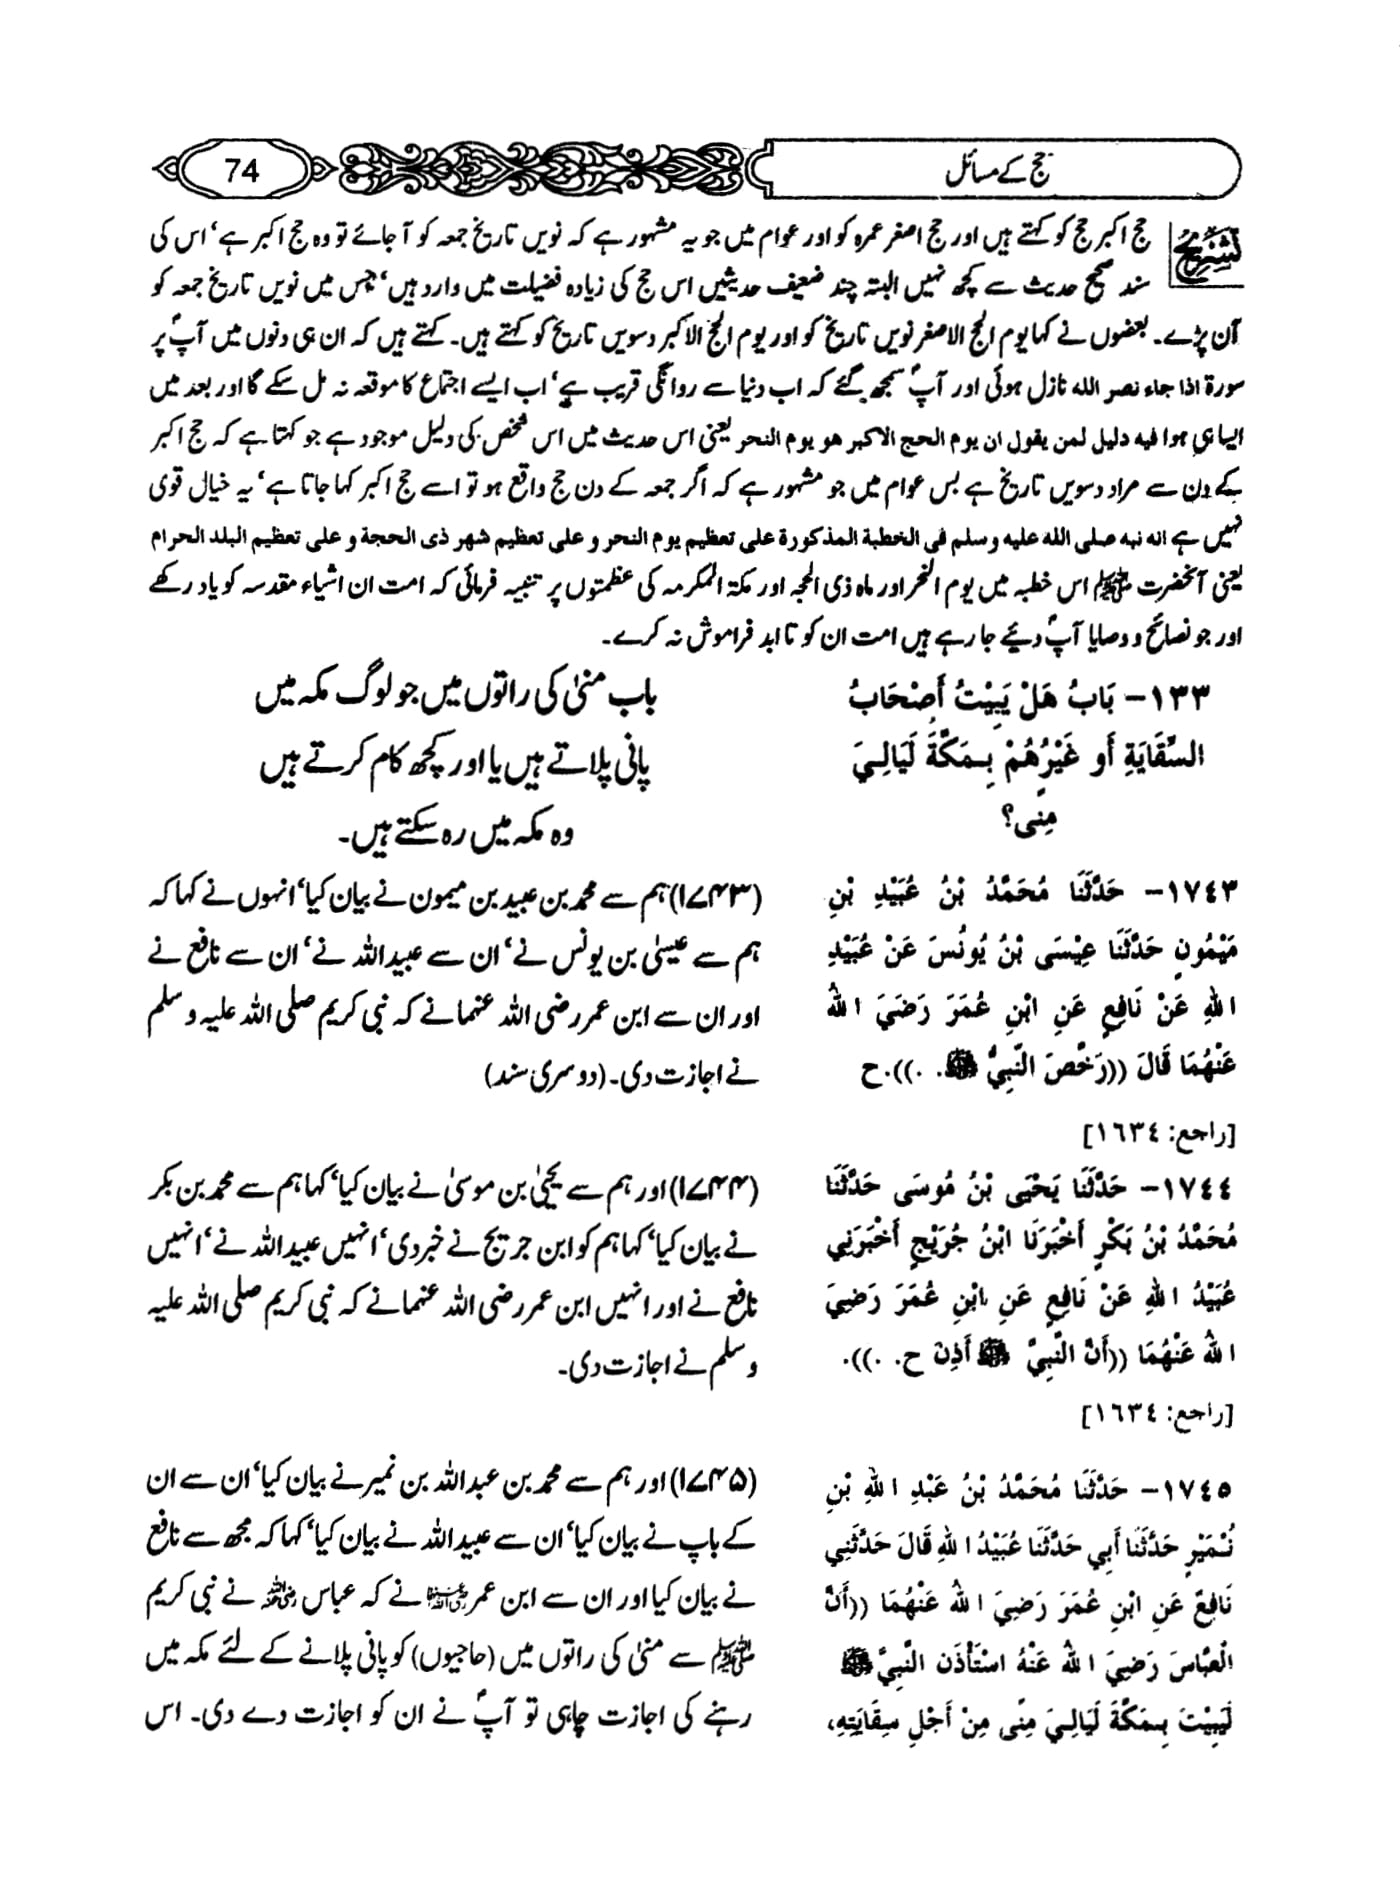 حج کے مسائل
74
تشریح
حج اکبر حج کو کہتے ہیں اور حج اصغر عمرہ کو اور عوام میں جو یہ مشہور ہے کہ نویں تاریخ جمعہ کو آ جائے تو وہ حج اکبر ہے‘ اس کی
سند صحیح حدیث سے کچھ نہیں البتہ چند ضعیف حدیثیں اس حج کی زیادہ فضیلت میں وارد ہیں‘ جس میں نویں تاریخ جمعہ کو
آن پڑے۔ بعضوں نے کہا یوم الحج الاصغر نویں تاریخ کو اور یوم الحج الاکبر دسویں تاریخ کو کہتے ہیں۔ کہتے ہیں کہ ان ہی دنوں میں آپؐ پر
سورۃ اذا جاء نصر اللہ نازل ہوئی اور آپؐ سمجھ گئے کہ اب دنیا سے روانگی قریب ہے‘ اب ایسے اجتماع کا موقعہ نہ مل سکے گا اور بعد میں
ایسا ہی ہوا فیه دلیل لمن یقول ان یوم الحج الاکبر هو یوم النحر یعنی اس حدیث میں اس شخص کی دلیل موجود ہے جو کہتا ہے کہ حج اکبر
کے دن سے مراد دسویں تاریخ ہے بس عوام میں جو مشہور ہے کہ اگر جمعہ کے دن حج واقع ہو تو اسے حج اکبر کہا جاتا ہے‘ یہ خیال قوی
نہیں ہے انه نبه صلی الله علیه وسلم فی الخطبة المذکورة علی تعظیم یوم النحر و علی تعظیم شهر ذی الحجة و علی تعظیم البلد الحرام
یعنی آنحضرت ﷺ اس خطبہ میں یوم النحر اور ماہ ذی الحجہ اور مکۃ المکرمہ کی عظمتوں پر تنبیہ فرمائی کہ امت ان اشیاء مقدسہ کو یاد رکھے
اور جو نصائح و وصایا آپؐ دیئے جا رہے ہیں امت ان کو تا ابد فراموش نہ کرے۔
١٣٣- بَابُ هَلْ يَبِيْتُ أَصْحَابُ
السِّقَايَةِ أَو غَيْرُهُمْ بِمَكَّةَ لَيَالِيَ
مِنى؟
باب منیٰ کی راتوں میں جو لوگ مکہ میں
پانی پلاتے ہیں یا اور کچھ کام کرتے ہیں
وہ مکہ میں رہ سکتے ہیں۔
١٧٤٣- حَدَّثَنَا مُحَمَّدُ بْنُ عُبَيْدِ بْنِ
مَيْمُونٍ حَدَّثَنَا عِيْسَى بْنُ يُونُسَ عَنْ عُبَيْدِ
اللهِ عَنْ نَافِعٍ عَنِ ابْنِ عُمَرَ رَضَيَ اللهُ
عَنْهُمَا قَالَ ((رَخَّصَ النَّبِيُّ ﷺ. .)).ح
[راجع: ١٦٣٤]
(۱۷۴۳) ہم سے محمد بن عبید بن میمون نے بیان کیا‘ انہوں نے کہا کہ
ہم سے عیسیٰ بن یونس نے‘ ان سے عبیداللہ نے‘ ان سے نافع نے
اور ان سے ابن عمر رضی اللہ عنہما نے کہ نبی کریم صلی اللہ علیہ وسلم
نے اجازت دی۔ (دوسری سند)
١٧٤٤- حَدَّثَنَا يَحْيَى بْنُ مُوسَى حَدَّثَنَا
مُحَمَّدُ بْنُ بَكْرٍ أَخْبَرَنَا ابْنُ جُرَيْجٍ أَخْبَرَنِي
عُبَيْدُ اللهِ عَنْ نَافِعٍ عَنِ ابْنِ عُمَرَ رَضِيَ
اللهُ عَنْهُمَا ((أَنَّ النَّبِيَّ ﷺ أَذِنَ ح. .)).
[راجع: ١٦٣٤]
(۱۷۴۴) اور ہم سے یحییٰ بن موسیٰ نے بیان کیا‘ کہا ہم سے محمد بن بکر
نے بیان کیا‘ کہا ہم کو ابن جریج نے خبر دی‘ انہیں عبیداللہ نے‘ انہیں
نافع نے اور انہیں ابن عمر رضی اللہ عنہما نے کہ نبی کریم صلی اللہ علیہ
وسلم نے اجازت دی۔
١٧٤٥- حَدَّثَنَا مُحَمَّدُ بْنُ عَبْدِ اللهِ بْنِ
نُمَيْرٍ حَدَّثَنَا أَبِي حَدَّثَنَا عُبَيْدُ اللهِ قَالَ حَدَّثَنِي
نَافِعٌ عَنِ ابْنِ عُمَرَ رَضِيَ اللهُ عَنْهُمَا ((أَنَّ
الْعَبَّاسَ رَضِيَ اللهُ عَنْهُ اسْتَأْذَنَ النَّبِيَّ ﷺ
لَيَبِيْتَ بِمَكَّةَ لَيَالِيَ مِنًى مِنْ أَجْلِ سِقَايَتِهِ،
(۱۷۴۵) اور ہم سے محمد بن عبداللہ بن نمیر نے بیان کیا‘ ان سے ان
کے باپ نے بیان کیا‘ ان سے عبیداللہ نے بیان کیا‘ کہا کہ مجھ سے نافع
نے بیان کیا اور ان سے ابن عمر رضی اللہ عنہما نے کہ عباس رضی اللہ عنہ نے نبی کریم
ﷺ سے منیٰ کی راتوں میں (حاجیوں) کو پانی پلانے کے لئے مکہ میں
رہنے کی اجازت چاہی تو آپؐ نے ان کو اجازت دے دی۔ اس